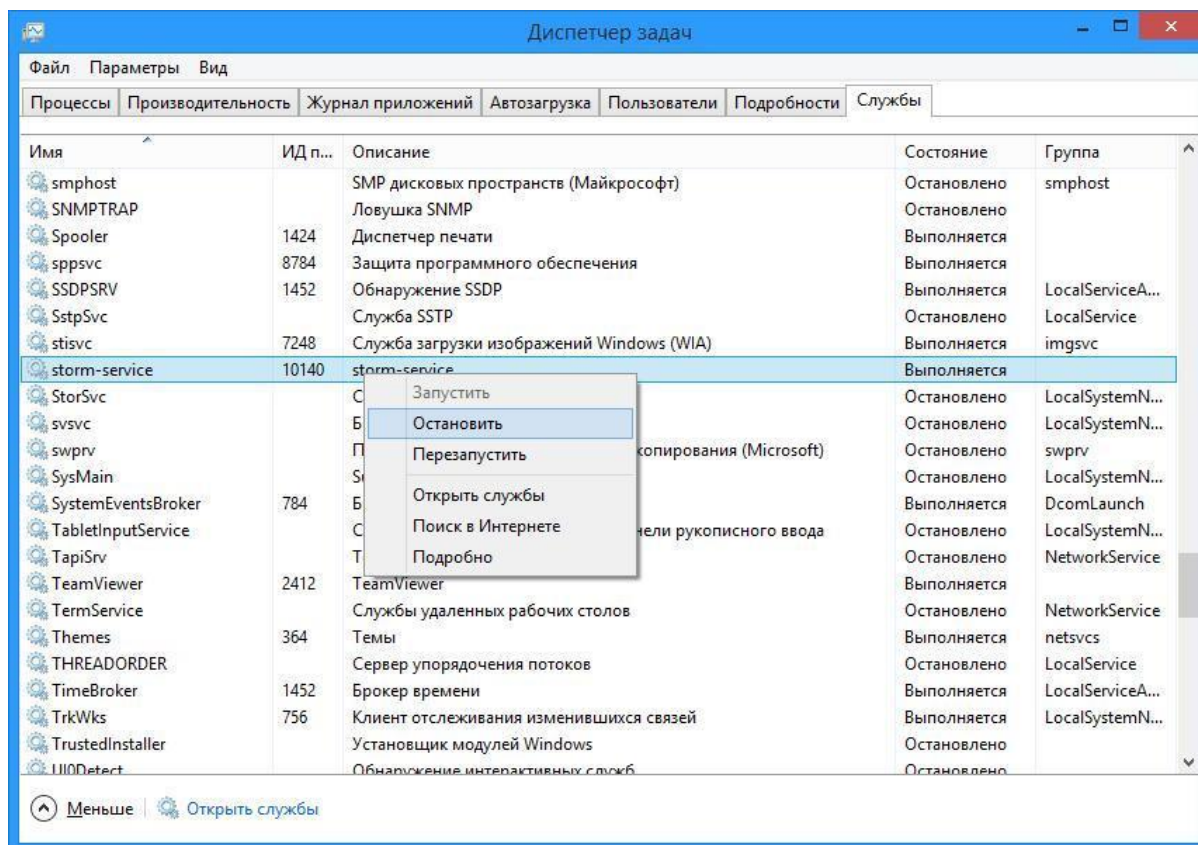 Диспетчер задач
Файл Параметры Вид
Процессы Производительность Журнал приложений Автозагрузка Пользователи Подробности Службы
Имя ИД п... Описание Состояние Группа
smphost SMP дисковых пространств (Майкрософт) Остановлено smphost
SNMPTRAP Ловушка SNMP Остановлено
Spooler 1424 Диспетчер печати Выполняется
sppsvc 8784 Защита программного обеспечения Выполняется
SSDPSRV 1452 Обнаружение SSDP Выполняется LocalServiceA...
SstpSvc Служба SSTP Остановлено LocalService
stisvc 7248 Служба загрузки изображений Windows (WIA) Выполняется imgsvc
storm-service 10140 storm-service Выполняется
StorSvc С Запустить Остановлено LocalSystemN...
svsvc Б Остановить Остановлено LocalSystemN...
swprv П Перезапустить копирования (Microsoft) Остановлено swprv
SysMain Su Остановлено LocalSystemN...
SystemEventsBroker 784 Б Открыть службы Выполняется DcomLaunch
TabletInputService С Поиск в Интернете нели рукописного ввода Остановлено LocalSystemN...
TapiSrv Т Подробно Остановлено NetworkService
TeamViewer 2412 TeamViewer Выполняется
TermService Службы удаленных рабочих столов Остановлено NetworkService
Themes 364 Темы Выполняется netsvcs
THREADORDER Сервер упорядочения потоков Остановлено LocalService
TimeBroker 1452 Брокер времени Выполняется LocalServiceA...
TrkWks 756 Клиент отслеживания изменившихся связей Выполняется LocalSystemN...
TrustedInstaller Установщик модулей Windows Остановлено
UI0Detect Обнаружение интерактивных служб Остановлено
Меньше Открыть службы